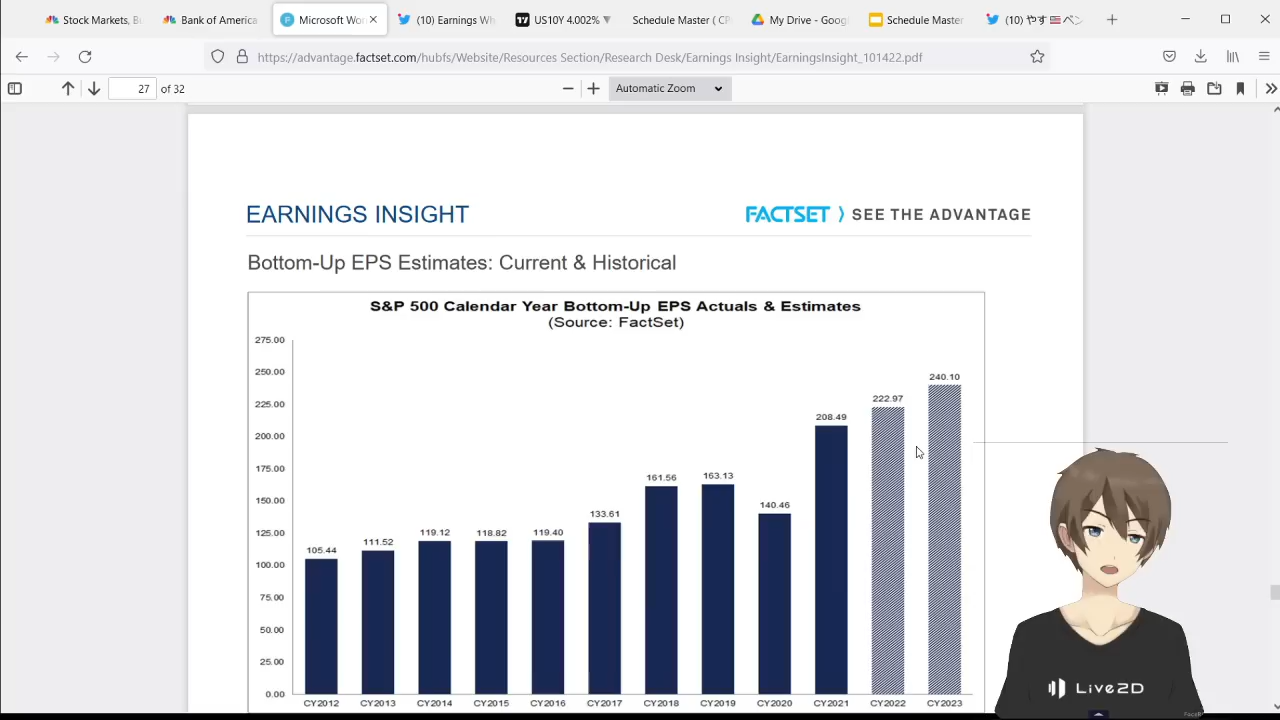 Stock Markets, B
Bank of America
Microsoft Wor
(10) Earnings Wh
US10Y 4.002% ▼
Schedule Master ( CP
My Drive - Googl
Schedule Master
(10) やす🇺🇸ペン
https://advantage.factset.com/hubfs/Website/Resources Section/Research Desk/Earnings Insight/EarningsInsight_101422.pdf
27 of 32
Automatic Zoom
EARNINGS INSIGHT
FACTSET ⟩ SEE THE ADVANTAGE
Bottom-Up EPS Estimates: Current & Historical
S&P 500 Calendar Year Bottom-Up EPS Actuals & Estimates
(Source: FactSet)
275.00
250.00
225.00
200.00
175.00
150.00
125.00
100.00
75.00
50.00
25.00
0.00
105.44
111.52
119.12
118.82
119.40
133.61
161.56
163.13
140.46
208.49
222.97
240.10
CY2012 CY2013 CY2014 CY2015 CY2016 CY2017 CY2018 CY2019 CY2020 CY2021 CY2022 CY2023
Live2D